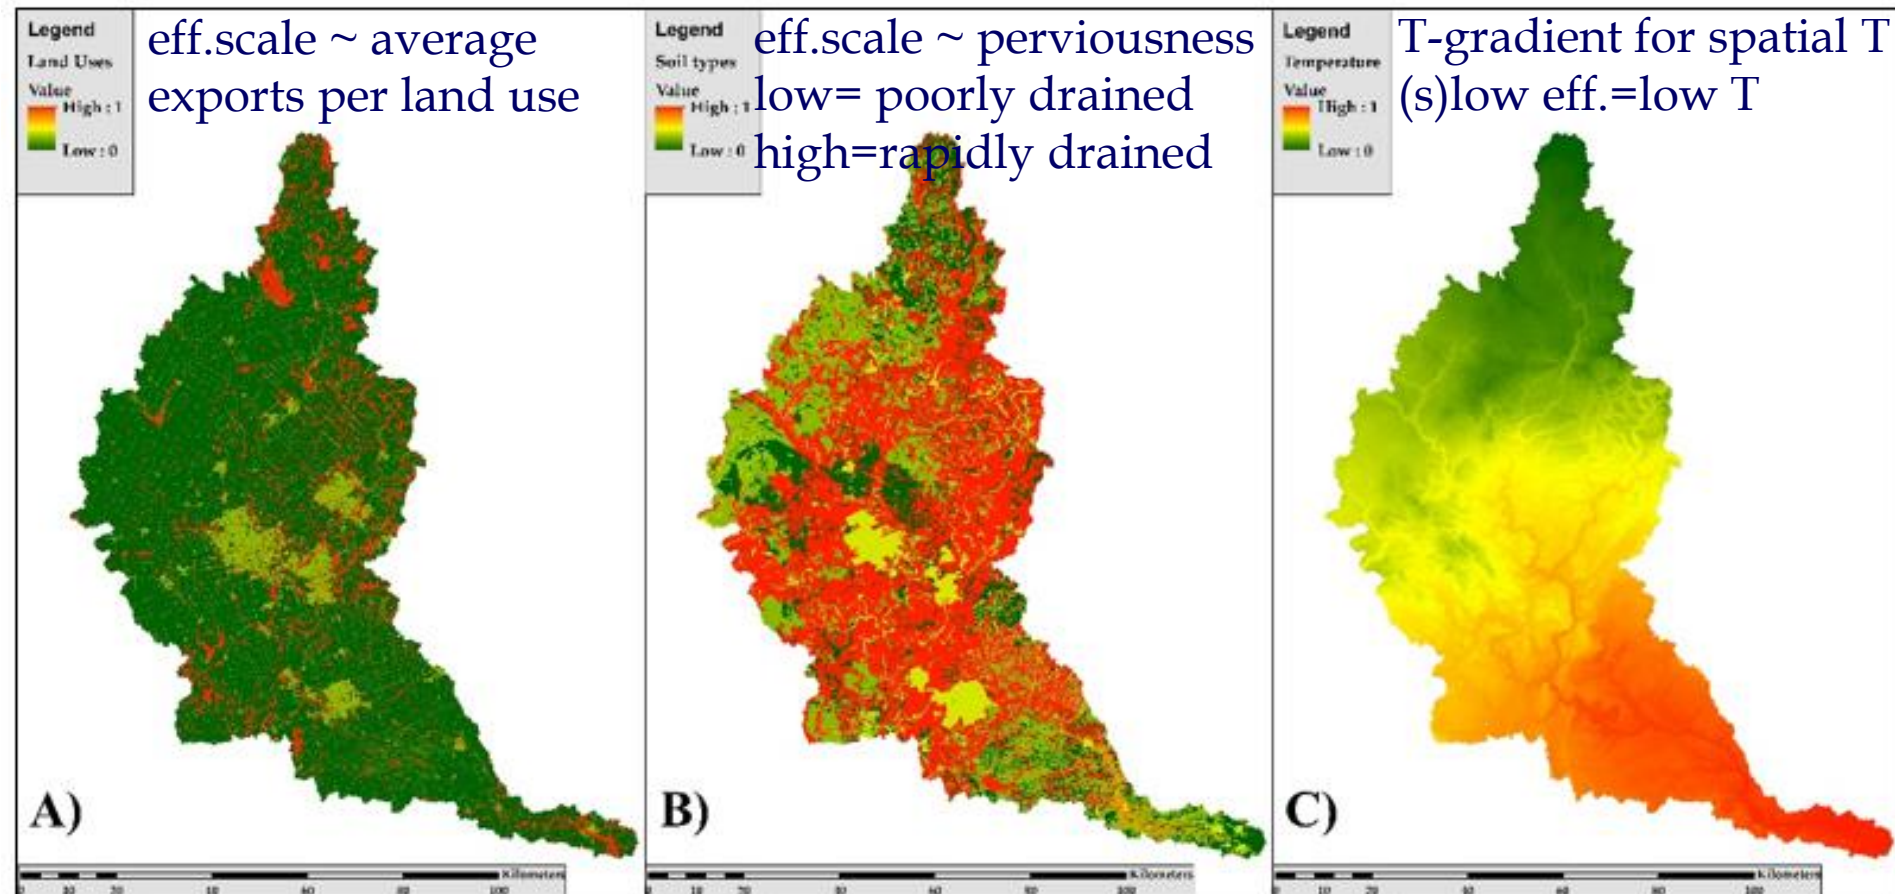 Legend
Land Uses
Value
High : 1
Low : 0
eff.scale ~ average
exports per land use
A)
Kilometers
Legend
Soil types
Value
High : 1
Low : 0
eff.scale ~ perviousness
low= poorly drained
high=rapidly drained
B)
Kilometers
Legend
Temperature
Value
High : 1
Low : 0
T-gradient for spatial T
(s)low eff.=low T
C)
Kilometers